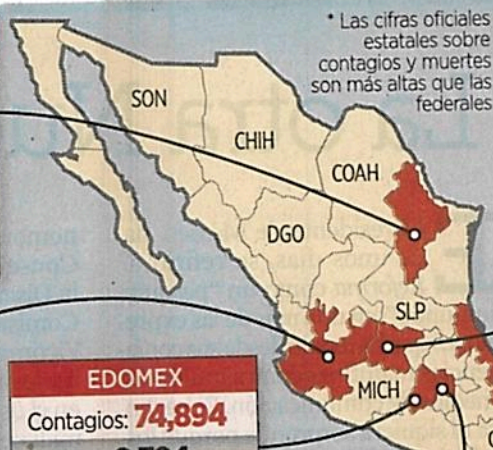 * Las cifras oficiales
estatales sobre
contagios y muertes
son más altas que las
federales
SON
CHIH
COAH
DGO
SLP
MICH
EDOMEX
Contagios: 74,894